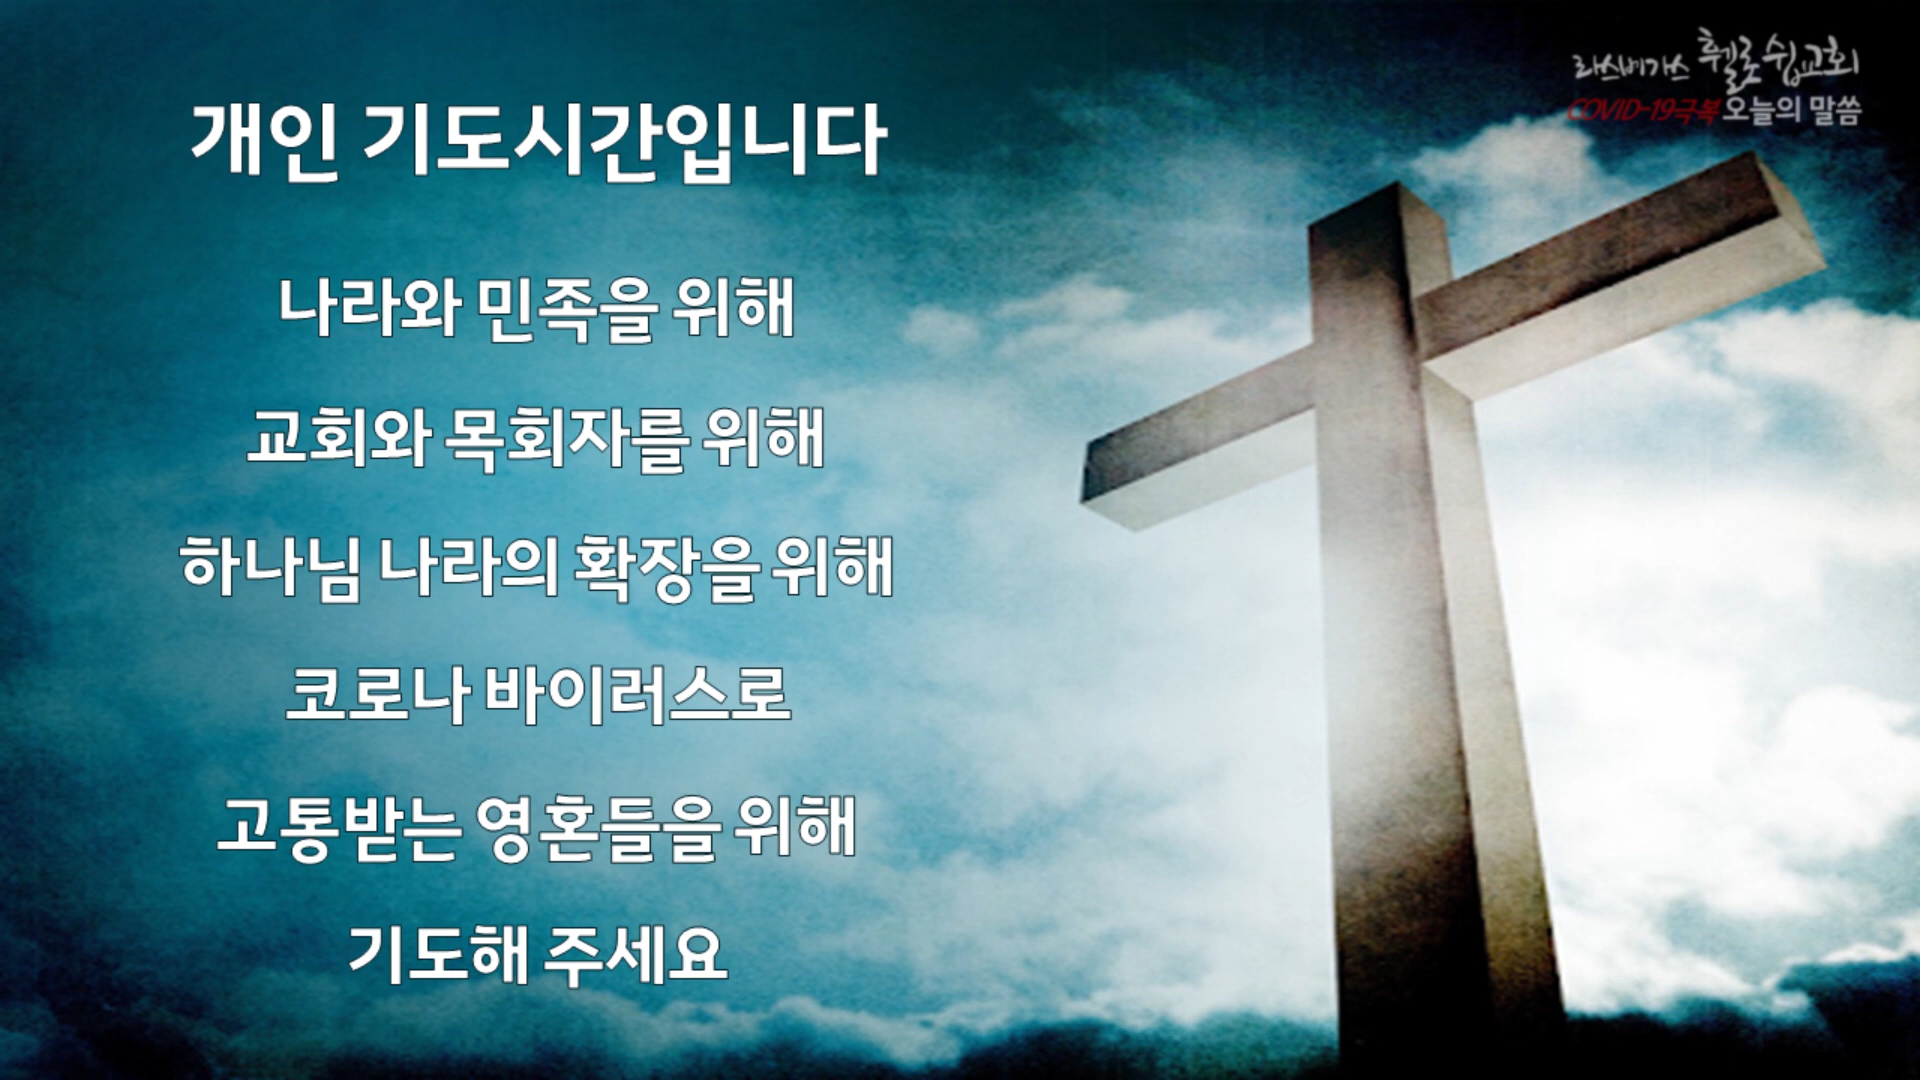 라스베가스 휄로쉽교회
COVID-19극복 오늘의 말씀
개인 기도시간입니다
나라와 민족을 위해
교회와 목회자를 위해
하나님 나라의 확장을 위해
코로나 바이러스로
고통받는 영혼들을 위해
기도해 주세요